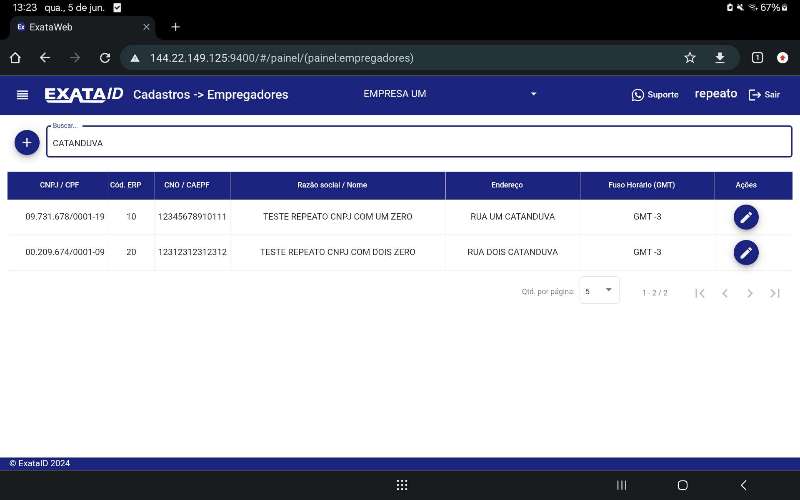 13:23 qua., 5 de jun. 67%
Ex ExataWeb
144.22.149.125:9400/#/painel/(painel:empregadores) 1
EXATAID Cadastros -> Empregadores EMPRESA UM Suporte repeato Sair
Buscar...
CATANDUVA
CNPJ / CPF Cód. ERP CNO / CAEPF Razão social / Nome Endereço Fuso Horário (GMT) Ações
09.731.678/0001-19 10 12345678910111 TESTE REPEATO CNPJ COM UM ZERO RUA UM CATANDUVA GMT -3
00.209.674/0001-09 20 12312312312312 TESTE REPEATO CNPJ COM DOIS ZERO RUA DOIS CATANDUVA GMT -3
Qtd. por página: 5 1 - 2 / 2
© ExataID 2024